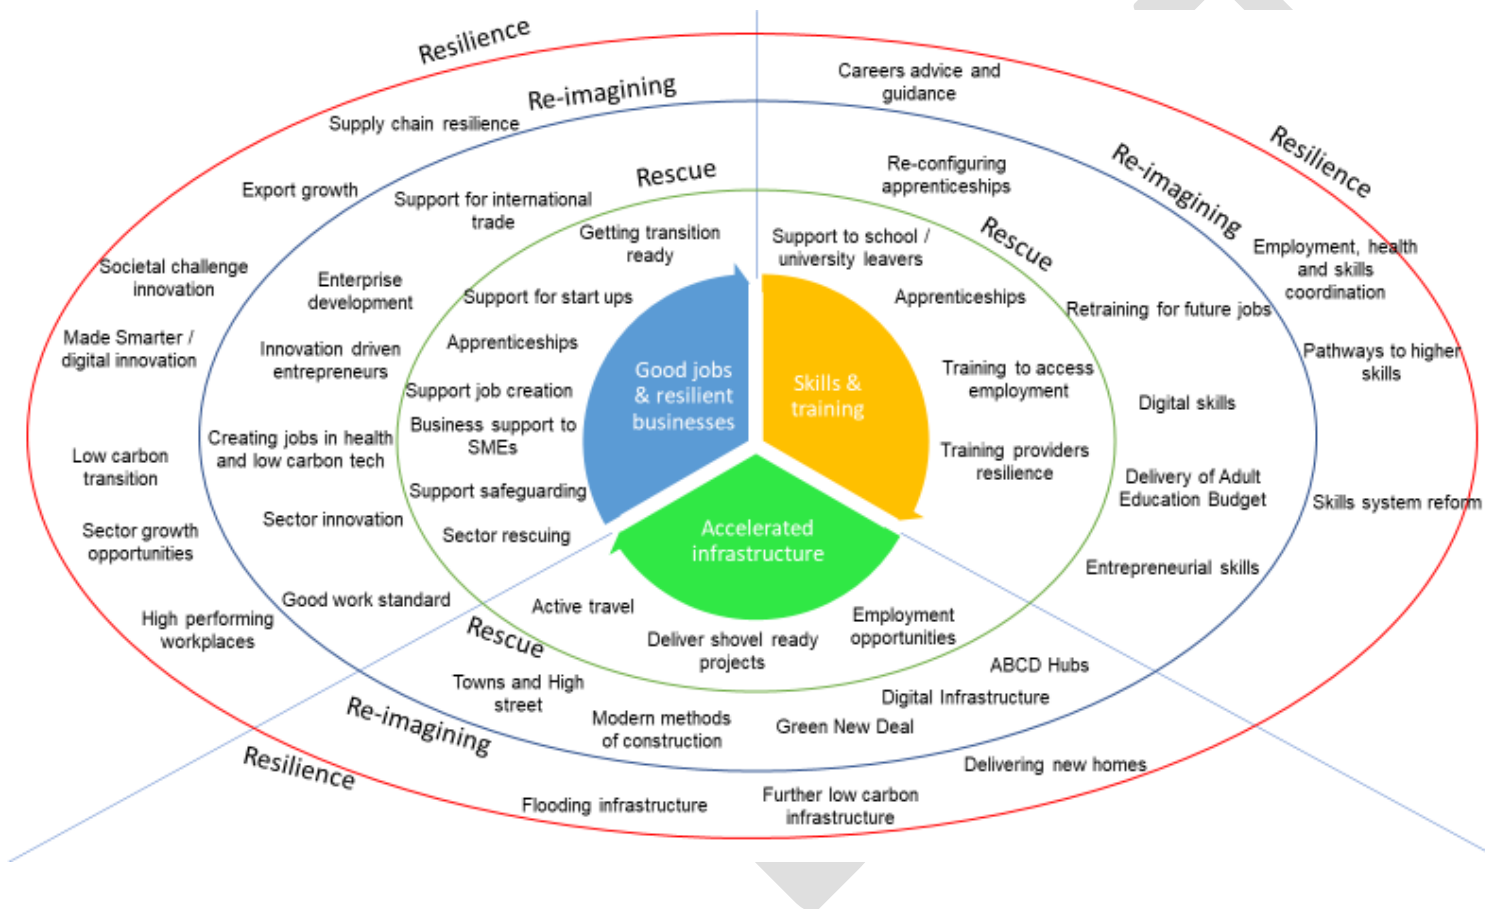 Resilience
Re-imagining
Supply chain resilience
Export growth
Rescue
Support for international
trade
Getting transition
ready
Societal challenge
innovation
Enterprise
development
Support for start ups
Made Smarter /
digital innovation
Innovation driven
entrepreneurs
Apprenticeships
Support job creation
Business support to
SMEs
Creating jobs in health
and low carbon tech
Low carbon
transition
Support safeguarding
Sector innovation
Sector rescuing
Sector growth
opportunities
Good work standard
High performing
workplaces
Good jobs
& resilient
businesses
Careers advice and
guidance
Resilience
Re-imagining
Re-configuring
apprenticeships
Rescue
Support to school /
university leavers
Employment, health
and skills
coordination
Apprenticeships
Retraining for future jobs
Pathways to higher
skills
Training to access
employment
Digital skills
Training providers
resilience
Delivery of Adult
Education Budget
Skills system reform
Entrepreneurial skills
Skills &
training
Accelerated
infrastructure
Active travel
Employment
opportunities
Rescue
Deliver shovel ready
projects
ABCD Hubs
Towns and High
street
Digital Infrastructure
Re-imagining
Modern methods
of construction
Green New Deal
Resilience
Delivering new homes
Flooding infrastructure
Further low carbon
infrastructure